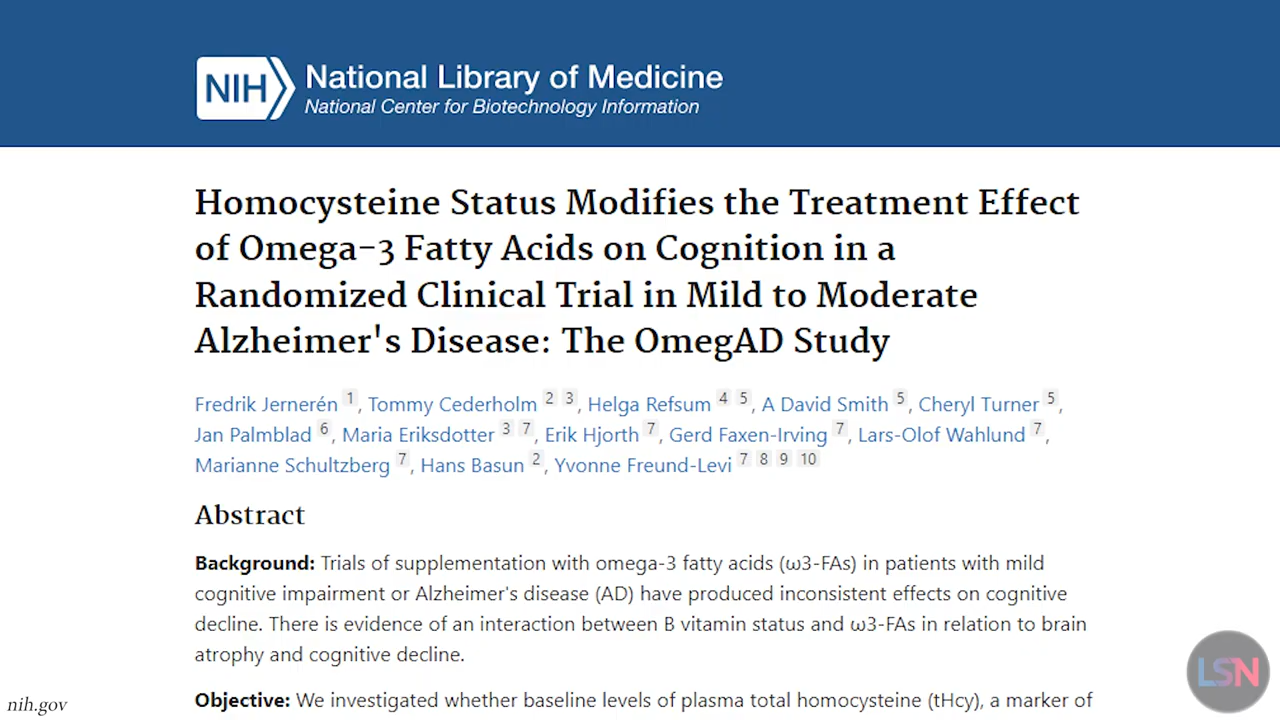 NIH National Library of Medicine
National Center for Biotechnology Information
Homocysteine Status Modifies the Treatment Effect
of Omega-3 Fatty Acids on Cognition in a
Randomized Clinical Trial in Mild to Moderate
Alzheimer's Disease: The OmegAD Study
Fredrik Jernerén 1, Tommy Cederholm 2 3, Helga Refsum 4 5, A David Smith 5, Cheryl Turner 5,
Jan Palmblad 6, Maria Eriksdotter 3 7, Erik Hjorth 7, Gerd Faxen-Irving 7, Lars-Olof Wahlund 7,
Marianne Schultzberg 7, Hans Basun 2, Yvonne Freund-Levi 7 8 9 10
Abstract
Background: Trials of supplementation with omega-3 fatty acids (ω3-FAs) in patients with mild
cognitive impairment or Alzheimer's disease (AD) have produced inconsistent effects on cognitive
decline. There is evidence of an interaction between B vitamin status and ω3-FAs in relation to brain
atrophy and cognitive decline.
Objective: We investigated whether baseline levels of plasma total homocysteine (tHcy), a marker of
nih.gov
LSN